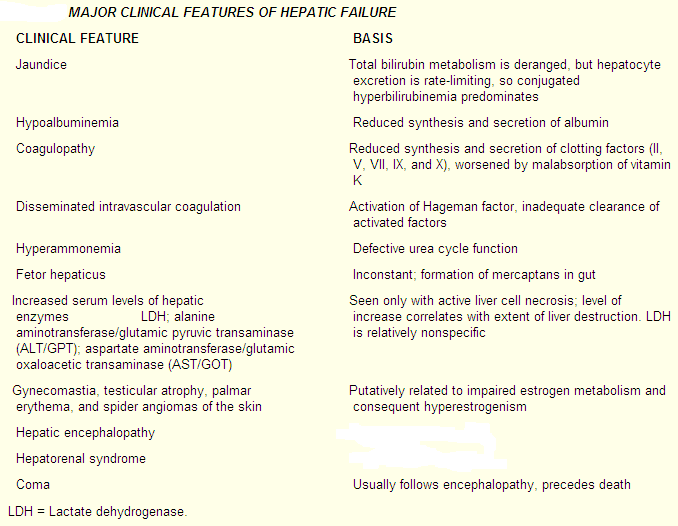 MAJOR CLINICAL FEATURES OF HEPATIC FAILURE
CLINICAL FEATURE BASIS
Jaundice Total bilirubin metabolism is deranged, but hepatocyte
excretion is rate-limiting, so conjugated
hyperbilirubinemia predominates
Hypoalbuminemia Reduced synthesis and secretion of albumin
Coagulopathy Reduced synthesis and secretion of clotting factors (II,
V, VII, IX, and X), worsened by malabsorption of vitamin
K
Disseminated intravascular coagulation Activation of Hageman factor, inadequate clearance of
activated factors
Hyperammonemia Defective urea cycle function
Fetor hepaticus Inconstant; formation of mercaptans in gut
Increased serum levels of hepatic Seen only with active liver cell necrosis; level of
enzymes LDH; alanine increase correlates with extent of liver destruction. LDH
aminotransferase/glutamic pyruvic transaminase is relatively nonspecific
(ALT/GPT); aspartate aminotransferase/glutamic
oxaloacetic transaminase (AST/GOT)
Gynecomastia, testicular atrophy, palmar Putatively related to impaired estrogen metabolism and
erythema, and spider angiomas of the skin consequent hyperestrogenism
Hepatic encephalopathy
Hepatorenal syndrome
Coma Usually follows encephalopathy, precedes death
LDH = Lactate dehydrogenase.